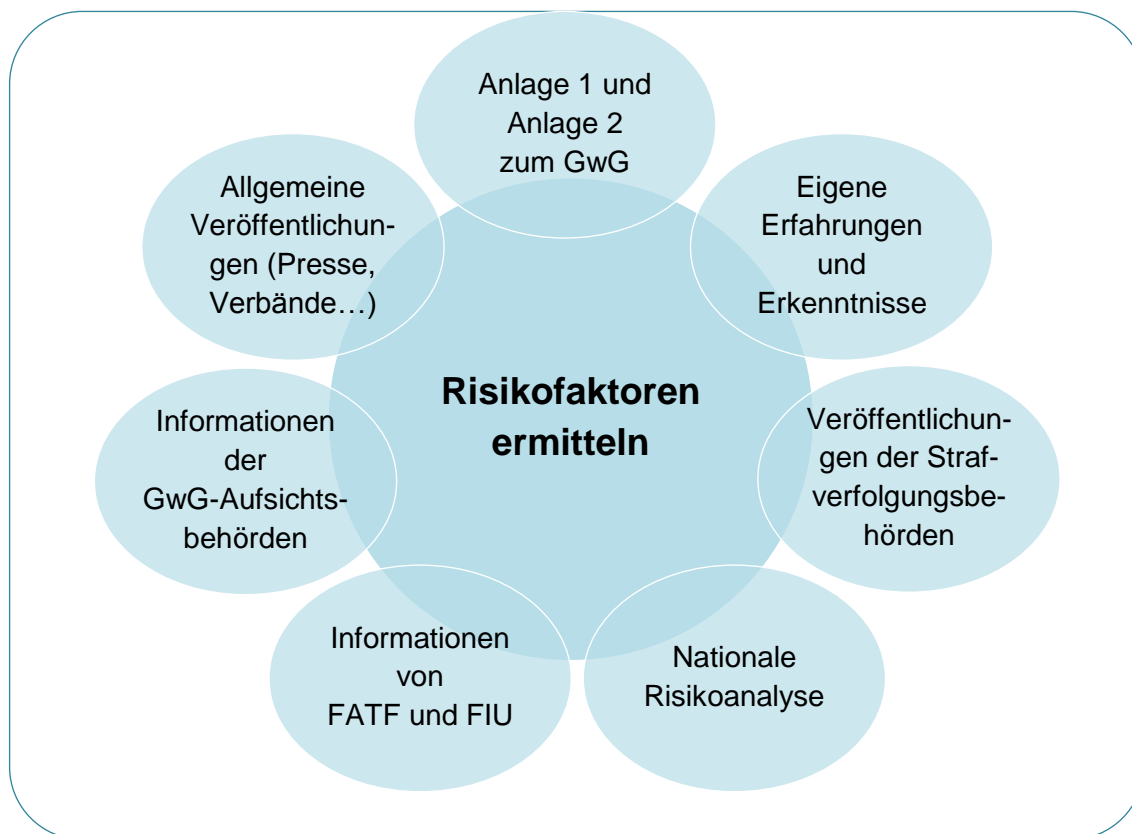 Anlage 1 und
Anlage 2
zum GwG
Eigene
Erfahrungen
und
Erkenntnisse
Veröffentlichun-
gen der Straf-
verfolgungsbe-
hörden
Nationale
Risikoanalyse
Informationen
von
FATF und FIU
Informationen
der
GwG-Aufsichts-
behörden
Allgemeine
Veröffentlichun-
gen (Presse,
Verbände…)
Risikofaktoren
ermitteln